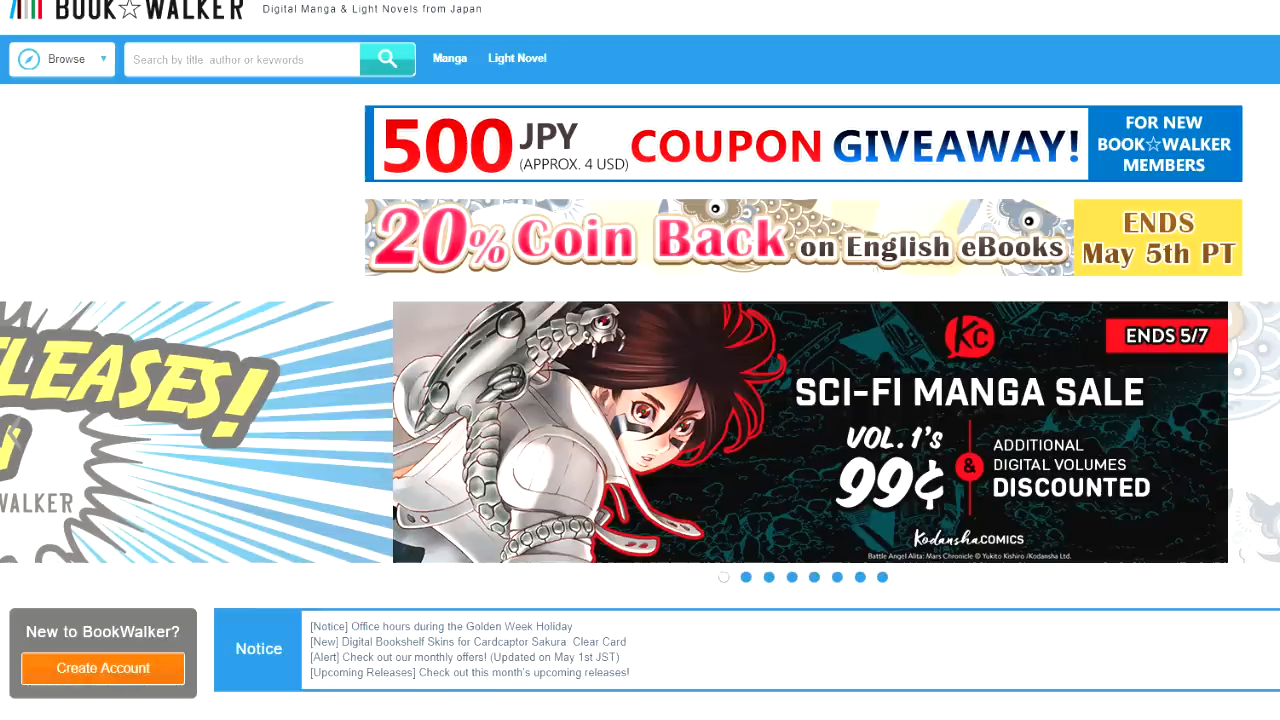 BOOK☆WALKER Digital Manga & Light Novels from Japan
Browse Search by title, author or keywords Manga Light Novel
500 JPY (APPROX. 4 USD) COUPON GIVEAWAY! FOR NEW BOOK☆WALKER MEMBERS
20% Coin Back on English eBooks ENDS May 5th PT
LEASES!
WALKER
KC
ENDS 5/7
SCI-FI MANGA SALE
VOL. 1's
99¢
&
ADDITIONAL
DIGITAL VOLUMES
DISCOUNTED
Kodansha COMICS
Battle Angel Alita: Mars Chronicle © Yukito Kishiro /Kodansha Ltd.
New to BookWalker?
Create Account
Notice
[Notice] Office hours during the Golden Week Holiday
[New] Digital Bookshelf Skins for Cardcaptor Sakura Clear Card
[Alert] Check out our monthly offers! (Updated on May 1st JST)
[Upcoming Releases] Check out this month's upcoming releases!